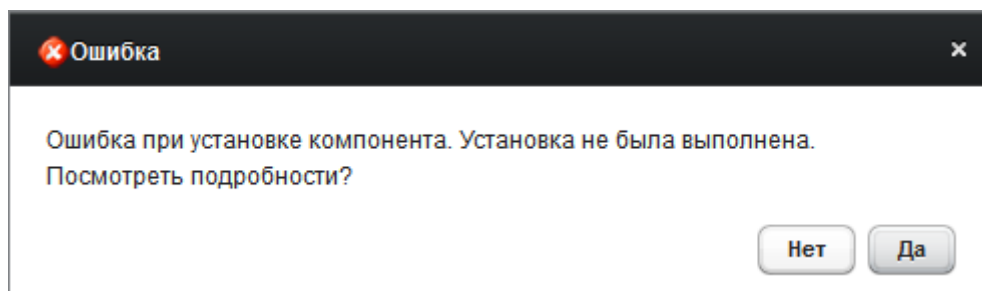 Ошибка
Ошибка при установке компонента. Установка не была выполнена.
Посмотреть подробности?
Нет Да